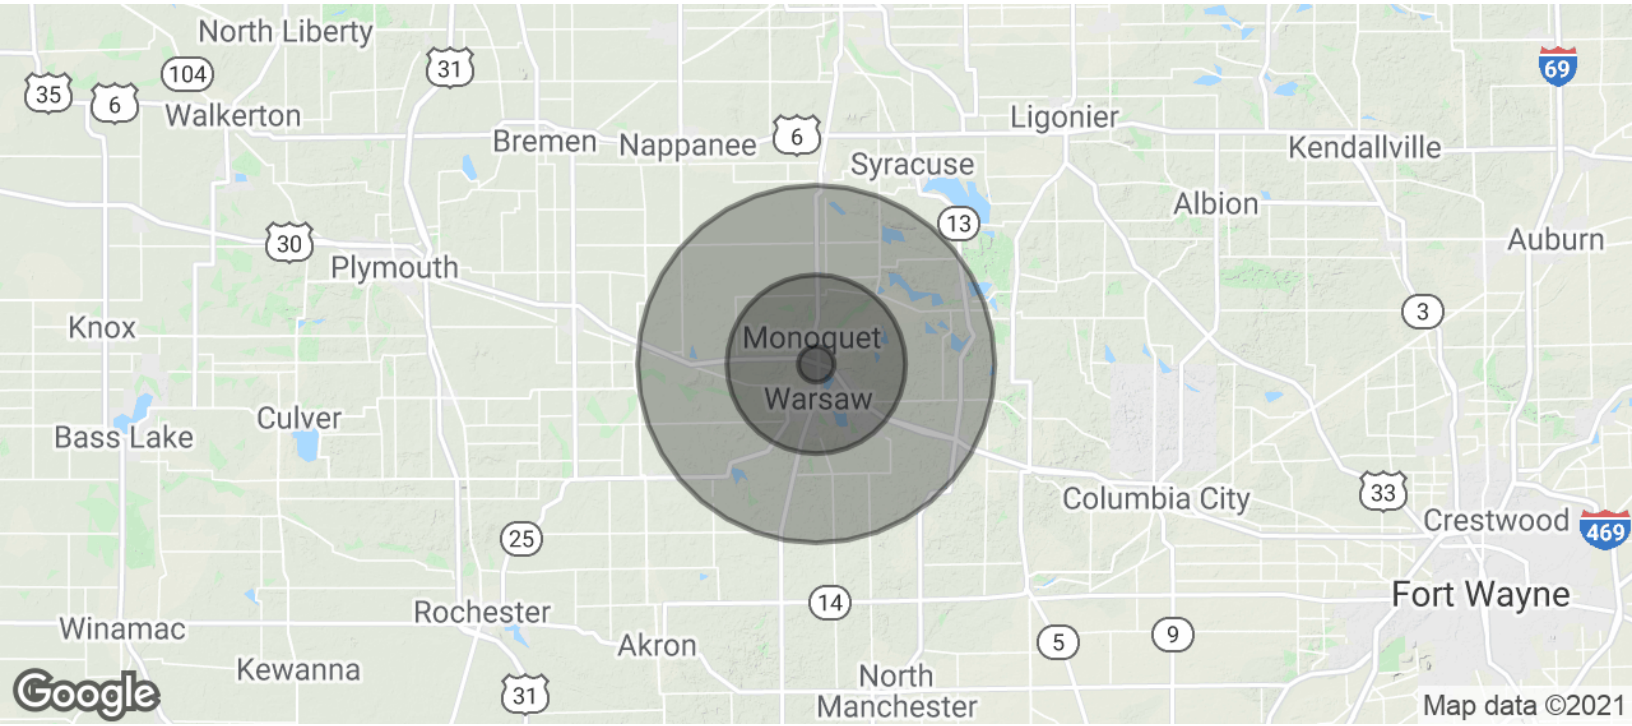 North Liberty
104
31
69
35
6
Walkerton
Bremen
Nappanee
6
Ligonier
Syracuse
Kendallville
Albion
13
30
Auburn
Plymouth
Knox
3
Monoquet
Warsaw
Culver
Bass Lake
Columbia City
33
Crestwood
469
25
Fort Wayne
14
Rochester
Winamac
Akron
5
9
Kewanna
North
Manchester
31
Google
Map data ©2021